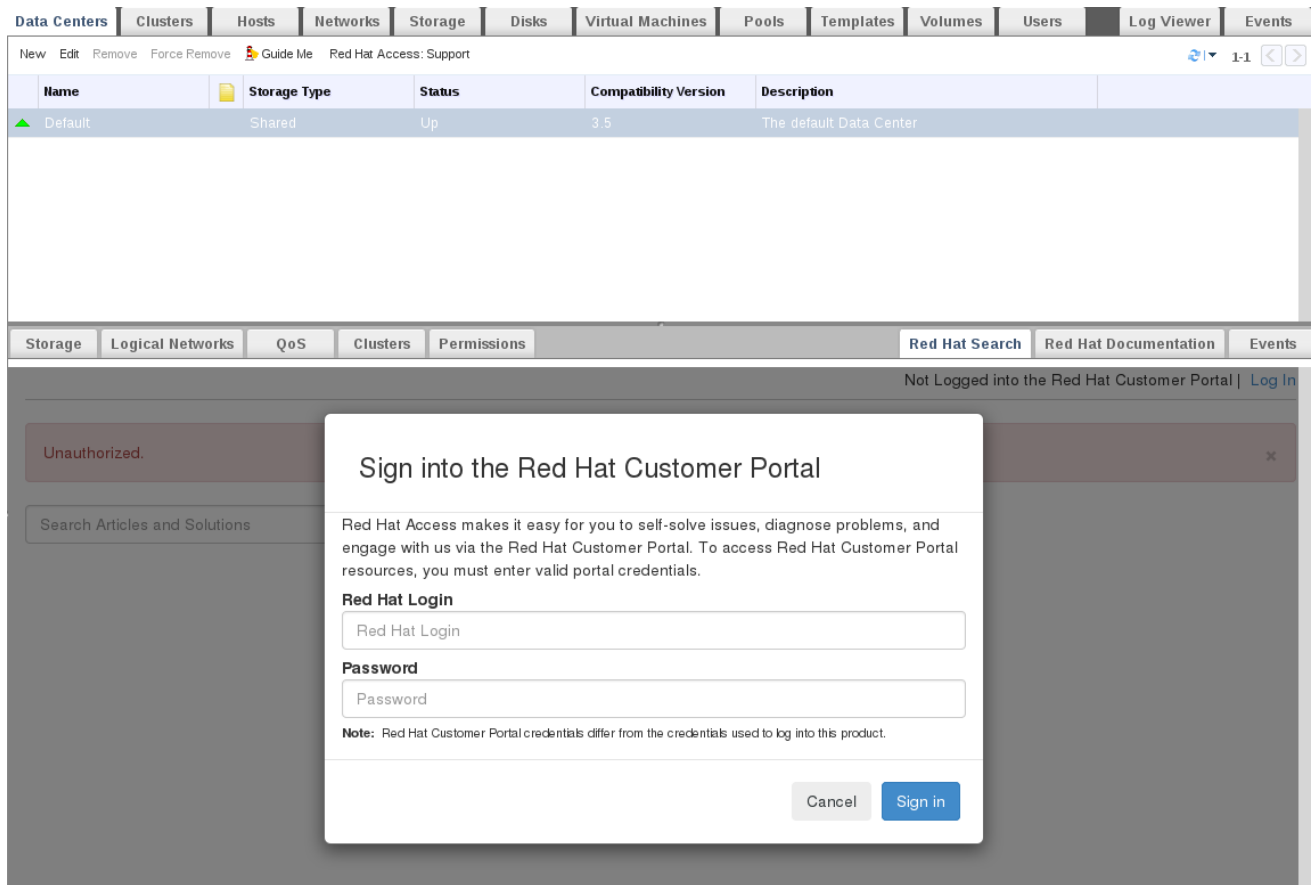 Data Centers Clusters Hosts Networks Storage Disks Virtual Machines Pools Templates Volumes Users Log Viewer Events
New Edit Remove Force Remove Guide Me Red Hat Access: Support 1-1
Name Storage Type Status Compatibility Version Description
Default Shared Up 3.5 The default Data Center
Storage Logical Networks QoS Clusters Permissions Red Hat Search Red Hat Documentation Events
Not Logged into the Red Hat Customer Portal | Log In
Unauthorized. ×
Search Articles and Solutions
Sign into the Red Hat Customer Portal
Red Hat Access makes it easy for you to self-solve issues, diagnose problems, and
engage with us via the Red Hat Customer Portal. To access Red Hat Customer Portal
resources, you must enter valid portal credentials.
Red Hat Login
Red Hat Login
Password
Password
Note: Red Hat Customer Portal credentials differ from the credentials used to log into this product.
Cancel Sign in